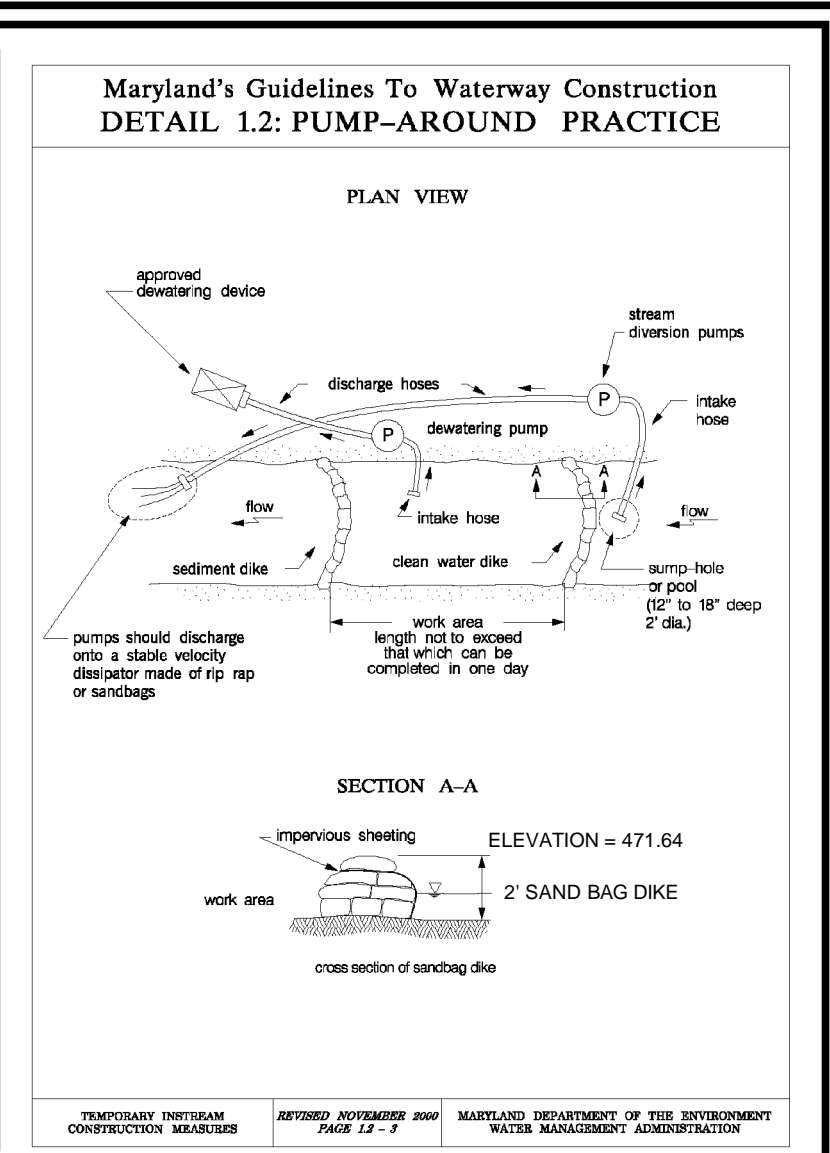 Maryland's Guidelines To Waterway Construction
DETAIL 1.2: PUMP-AROUND PRACTICE
PLAN VIEW
approved
dewatering device
stream
diversion pumps
discharge hoses
P
intake
hose
P
dewatering pump
A
A
flow
intake hose
flow
sediment dike
clean water dike
sump-hole
or pool
(12" to 18" deep
2' dia.)
work area
length not to exceed
that which can be
completed in one day
pumps should discharge
onto a stable velocity
dissipator made of rip rap
or sandbags
SECTION A-A
impervious sheeting
ELEVATION = 471.64
work area
2' SAND BAG DIKE
cross section of sandbag dike
TEMPORARY INSTREAM
CONSTRUCTION MEASURES
REVISED NOVEMBER 2000
PAGE 1.2 - 3
MARYLAND DEPARTMENT OF THE ENVIRONMENT
WATER MANAGEMENT ADMINISTRATION